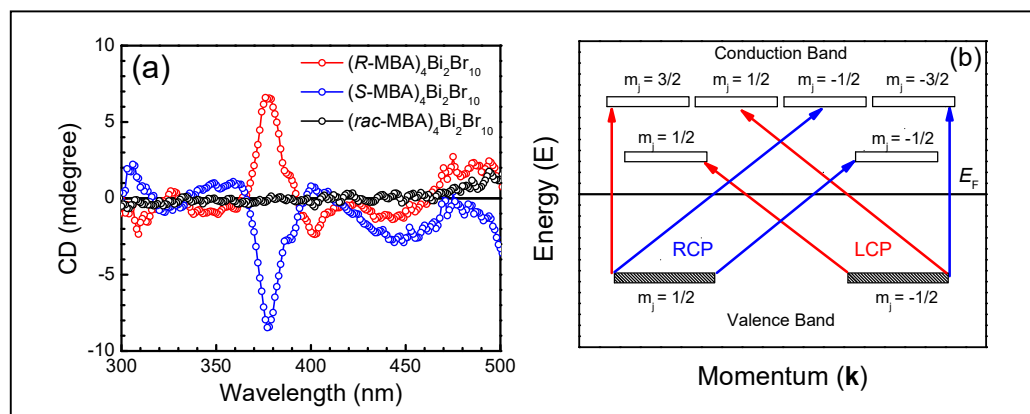 (a)
(R-MBA)₄Bi₂Br₁₀
(S-MBA)₄Bi₂Br₁₀
(rac-MBA)₄Bi₂Br₁₀
CD (mdegree)
10
5
0
-5
-10
300 350 400 450 500
Wavelength (nm)
(b)
Conduction Band
mⱼ = 3/2 mⱼ = 1/2 mⱼ = -1/2 mⱼ = -3/2
mⱼ = 1/2 mⱼ = -1/2
E_F
Energy (E)
RCP LCP
mⱼ = 1/2 mⱼ = -1/2
Valence Band
Momentum (k)